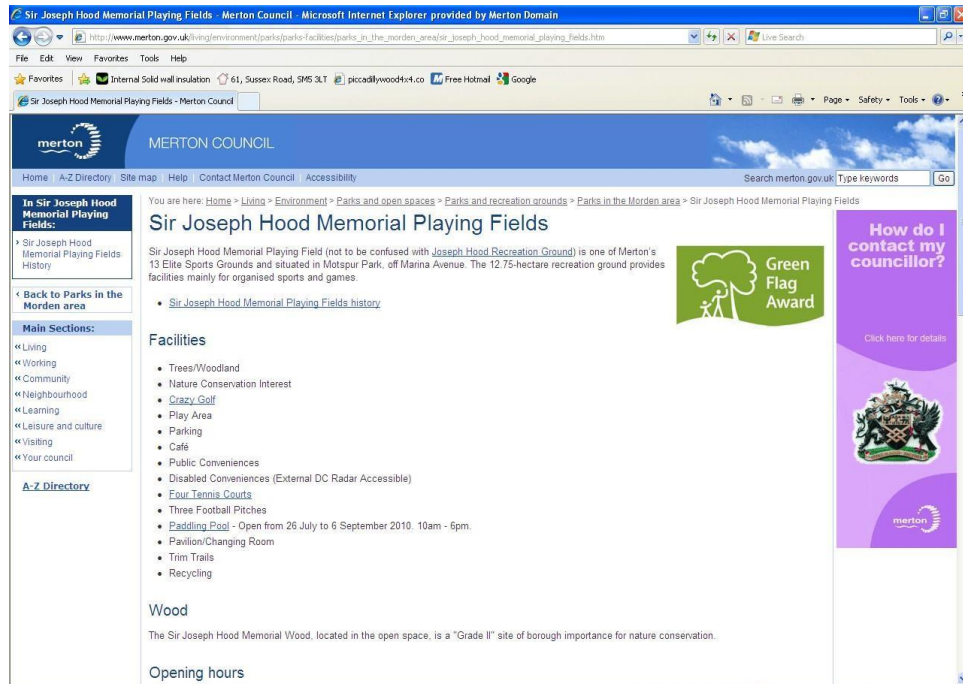 Sir Joseph Hood Memorial Playing Fields - Merton Council - Microsoft Internet Explorer provided by Merton Domain
http://www.merton.gov.uk/living/environment/parks/parks-facilities/parks_in_the_morden_area/sir_joseph_hood_memorial_playing_fields.htm
Live Search
File Edit View Favorites Tools Help
Favorites Internal Solid wall insulation 61, Sussex Road, SM5 3LT piccadillywood4x4.co Free Hotmail Google
Sir Joseph Hood Memorial Playing Fields - Merton Council
Page Safety Tools
merton
MERTON COUNCIL
Home A-Z Directory Site map Help Contact Merton Council Accessibility
Search merton.gov.uk Type keywords Go
In Sir Joseph Hood
Memorial Playing
Fields:
Sir Joseph Hood
Memorial Playing Fields
History
Back to Parks in the
Morden area
Main Sections:
Living
Working
Community
Neighbourhood
Learning
Leisure and culture
Visiting
Your council
A-Z Directory
You are here: Home > Living > Environment > Parks and open spaces > Parks and recreation grounds > Parks in the Morden area > Sir Joseph Hood Memorial Playing Fields
Sir Joseph Hood Memorial Playing Fields
Sir Joseph Hood Memorial Playing Field (not to be confused with Joseph Hood Recreation Ground) is one of Merton's
13 Elite Sports Grounds and situated in Motspur Park, off Marina Avenue. The 12.75-hectare recreation ground provides
facilities mainly for organised sports and games.
Sir Joseph Hood Memorial Playing Fields history
Green
Flag
Award
Facilities
Trees/Woodland
Nature Conservation Interest
Crazy Golf
Play Area
Parking
Café
Public Conveniences
Disabled Conveniences (External DC Radar Accessible)
Four Tennis Courts
Three Football Pitches
Paddling Pool - Open from 26 July to 6 September 2010. 10am - 6pm.
Pavilion/Changing Room
Trim Trails
Recycling
Wood
The Sir Joseph Hood Memorial Wood, located in the open space, is a "Grade II" site of borough importance for nature conservation.
Opening hours
How do I
contact my
councillor?
Click here for details
merton